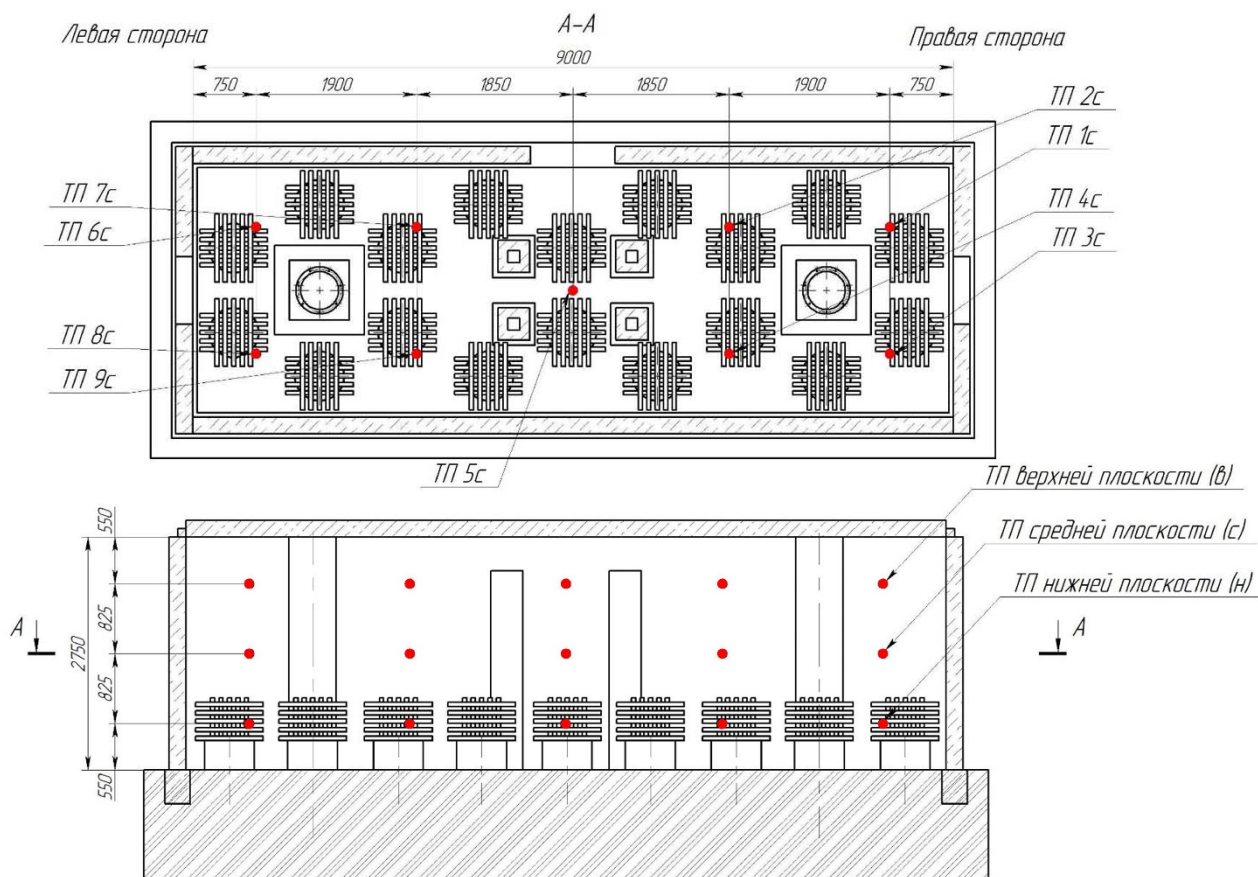 Левая сторона
А-А
Правая сторона
9000
750
1900
1850
1850
1900
750
ТП 2с
ТП 1с
ТП 7с
ТП 4с
ТП 6с
ТП 3с
ТП 8с
ТП 9с
ТП 5с
ТП верхней плоскости (в)
550
ТП средней плоскости (с)
825
ТП нижней плоскости (н)
А
2750
А
825
550